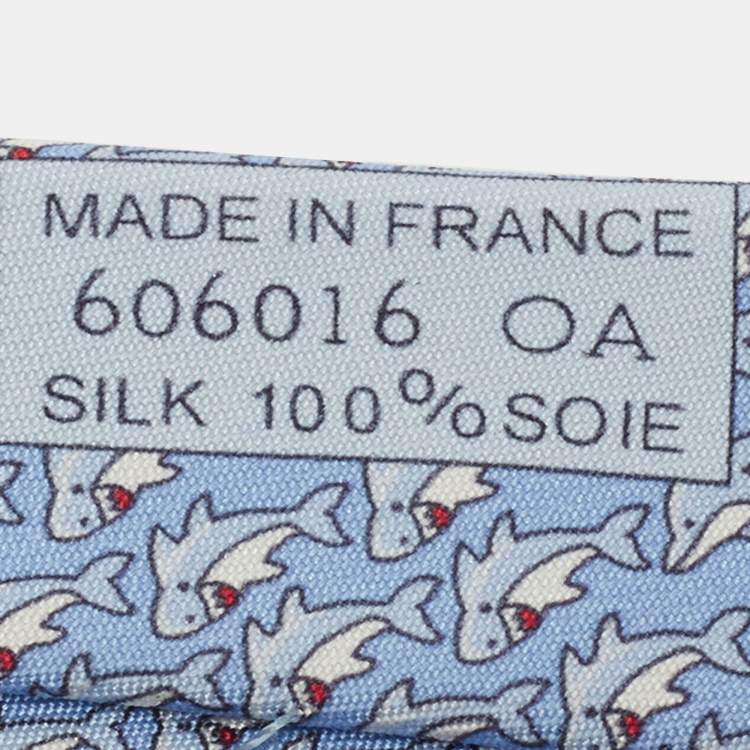 MADE IN FRANCE
606016 OA
SILK 100% SOIE